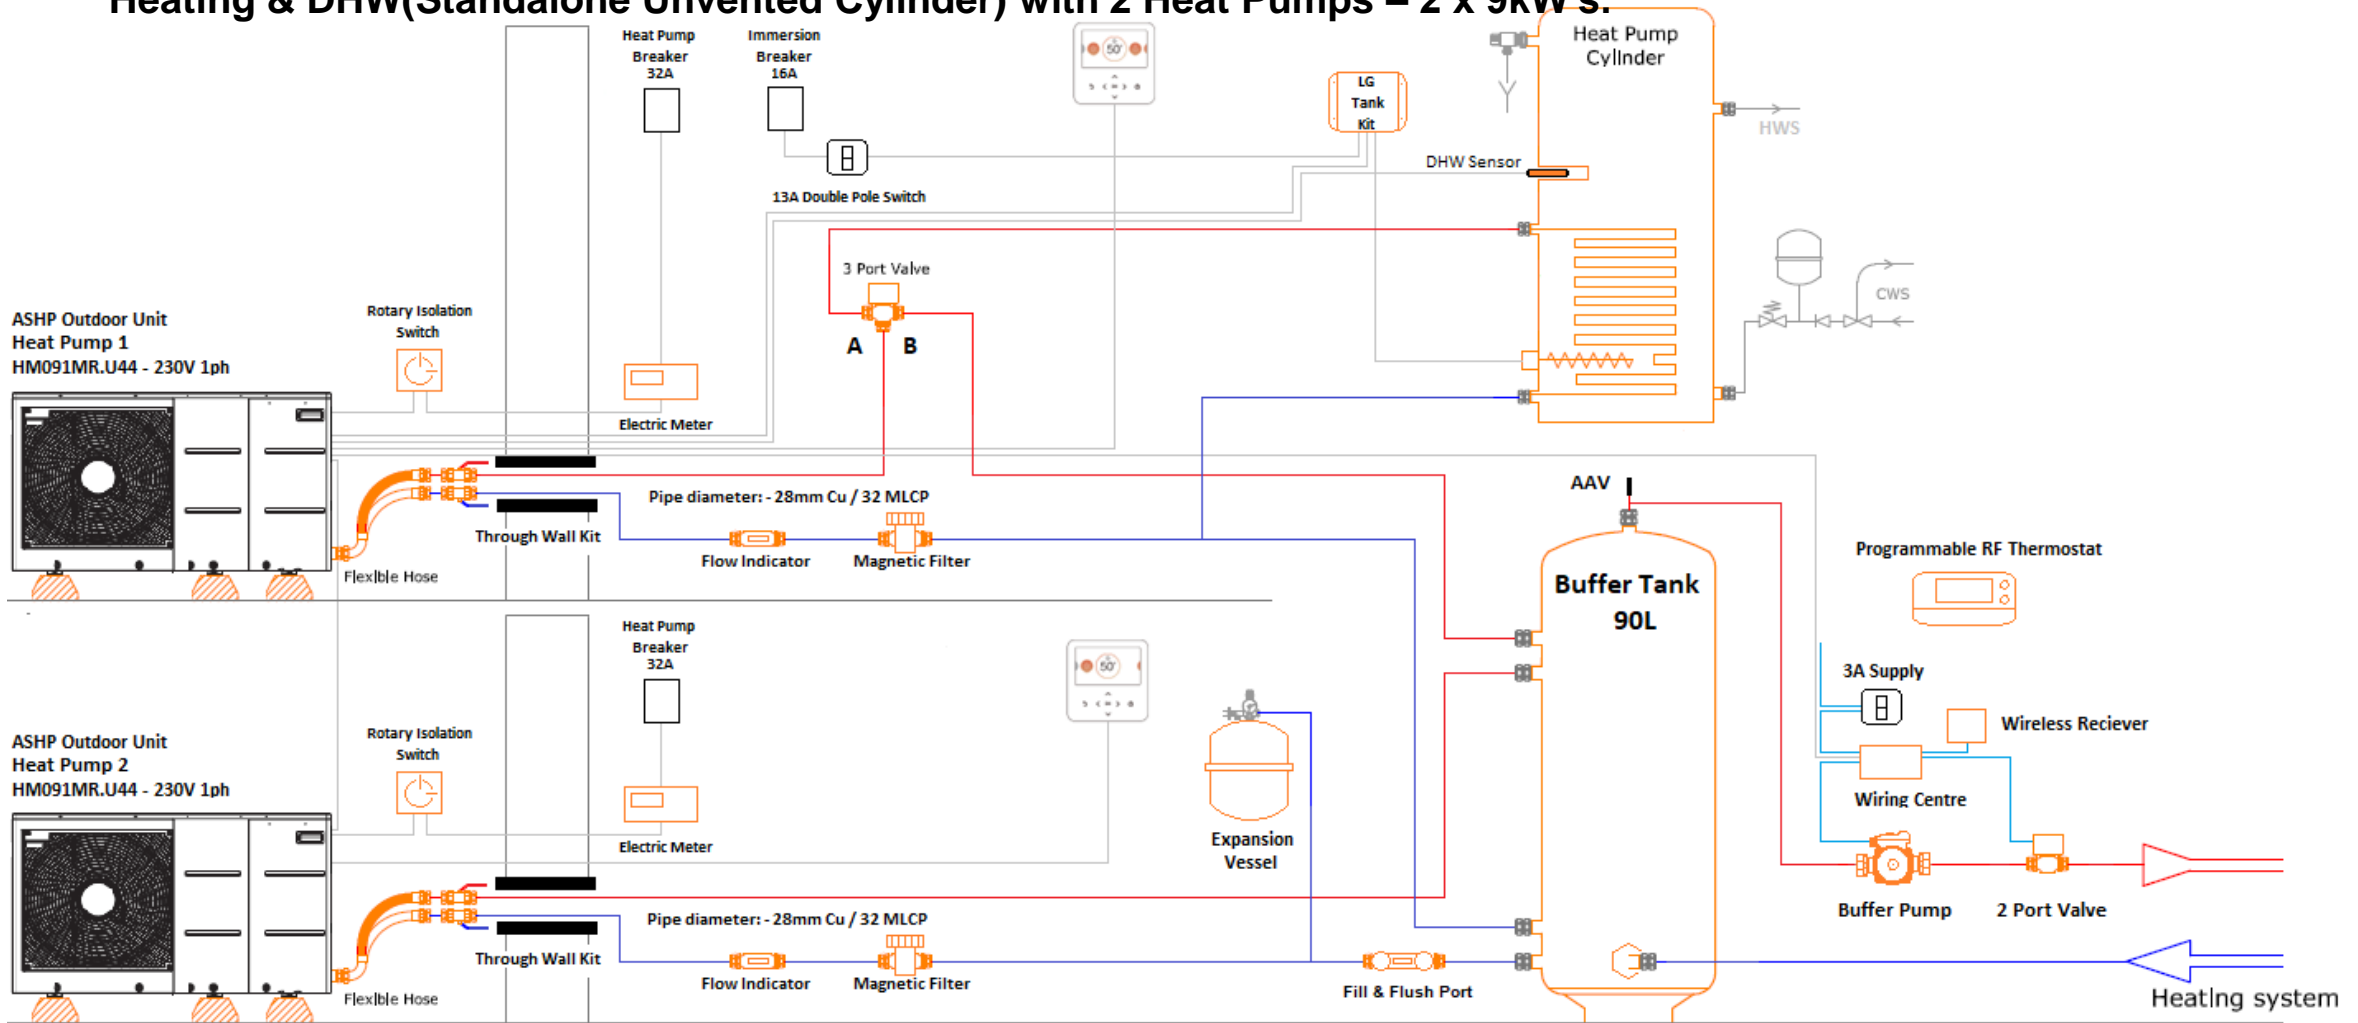 Heating & DHW(Standalone Unvented Cylinder) with 2 Heat Pumps – 2 x 9kW's.
Heat Pump
Breaker
32A
Immersion
Breaker
16A
50°
LG
Tank
Kit
Heat Pump
Cylinder
HWS
DHW Sensor
13A Double Pole Switch
3 Port Valve
A
B
CWS
ASHP Outdoor Unit
Heat Pump 1
HM091MR.U44 - 230V 1ph
Rotary Isolation
Switch
Electric Meter
Pipe diameter: - 28mm Cu / 32 MLCP
Through Wall Kit
Flow Indicator
Magnetic Filter
Flexible Hose
AAV
Buffer Tank
90L
Programmable RF Thermostat
Heat Pump
Breaker
32A
50°
3A Supply
Wireless Reciever
Wiring Centre
ASHP Outdoor Unit
Heat Pump 2
HM091MR.U44 - 230V 1ph
Rotary Isolation
Switch
Electric Meter
Expansion
Vessel
Buffer Pump
2 Port Valve
Pipe diameter: - 28mm Cu / 32 MLCP
Through Wall Kit
Flow Indicator
Magnetic Filter
Flexible Hose
Fill & Flush Port
Heating system